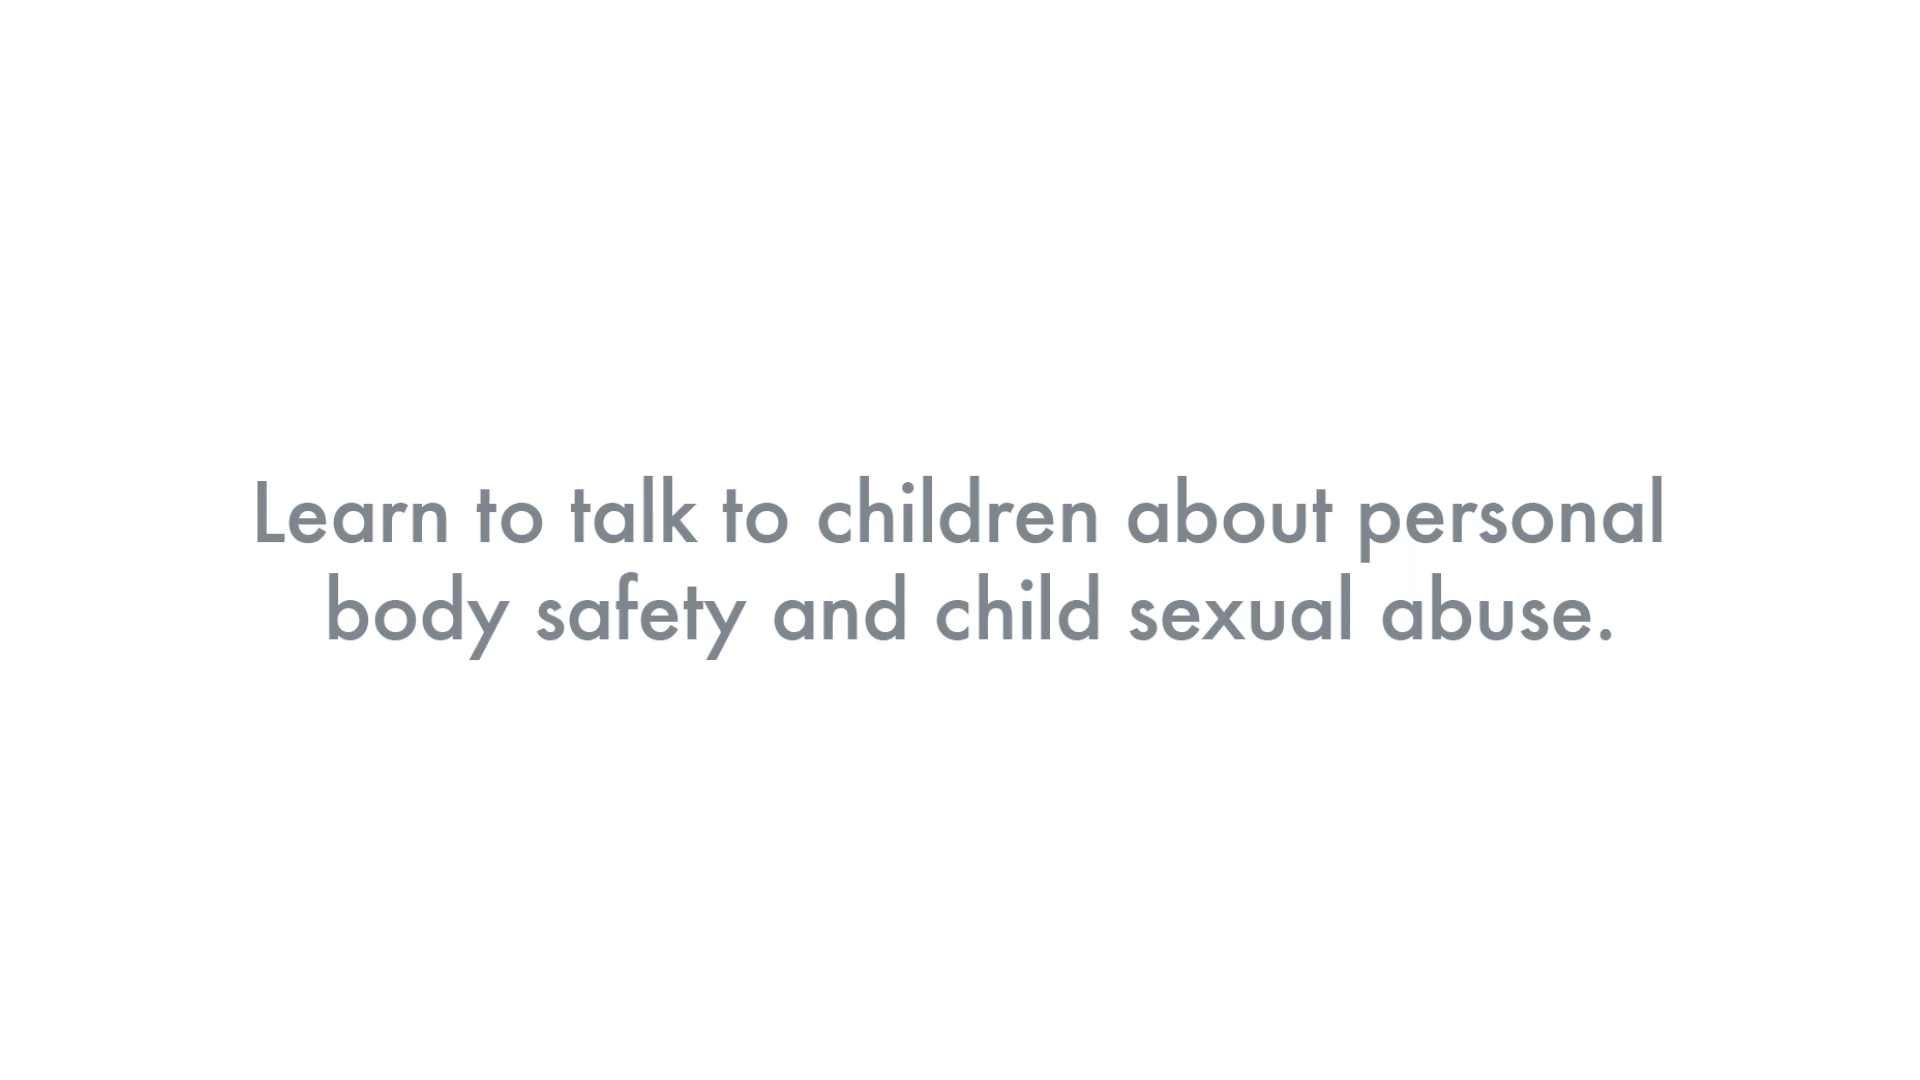 Learn to talk to children about personal
body safety and child sexual abuse.